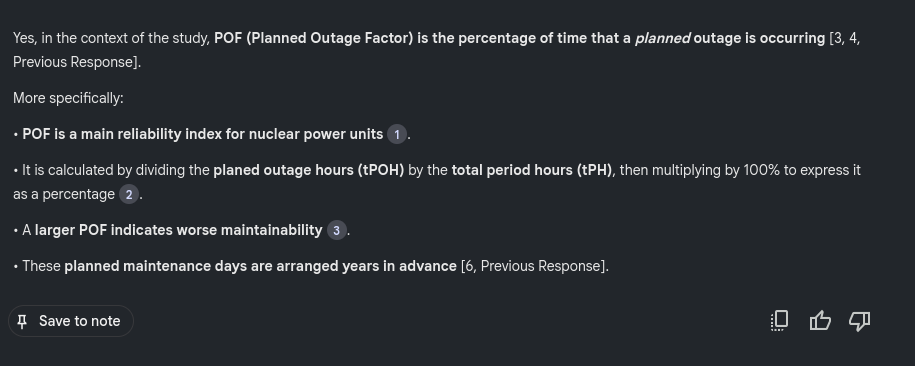 Yes, in the context of the study, POF (Planned Outage Factor) is the percentage of time that a planned outage is occurring [3, 4,
Previous Response].
More specifically:
• POF is a main reliability index for nuclear power units 1.
• It is calculated by dividing the planed outage hours (tPOH) by the total period hours (tPH), then multiplying by 100% to express it
as a percentage 2.
• A larger POF indicates worse maintainability 3.
• These planned maintenance days are arranged years in advance [6, Previous Response].
Save to note